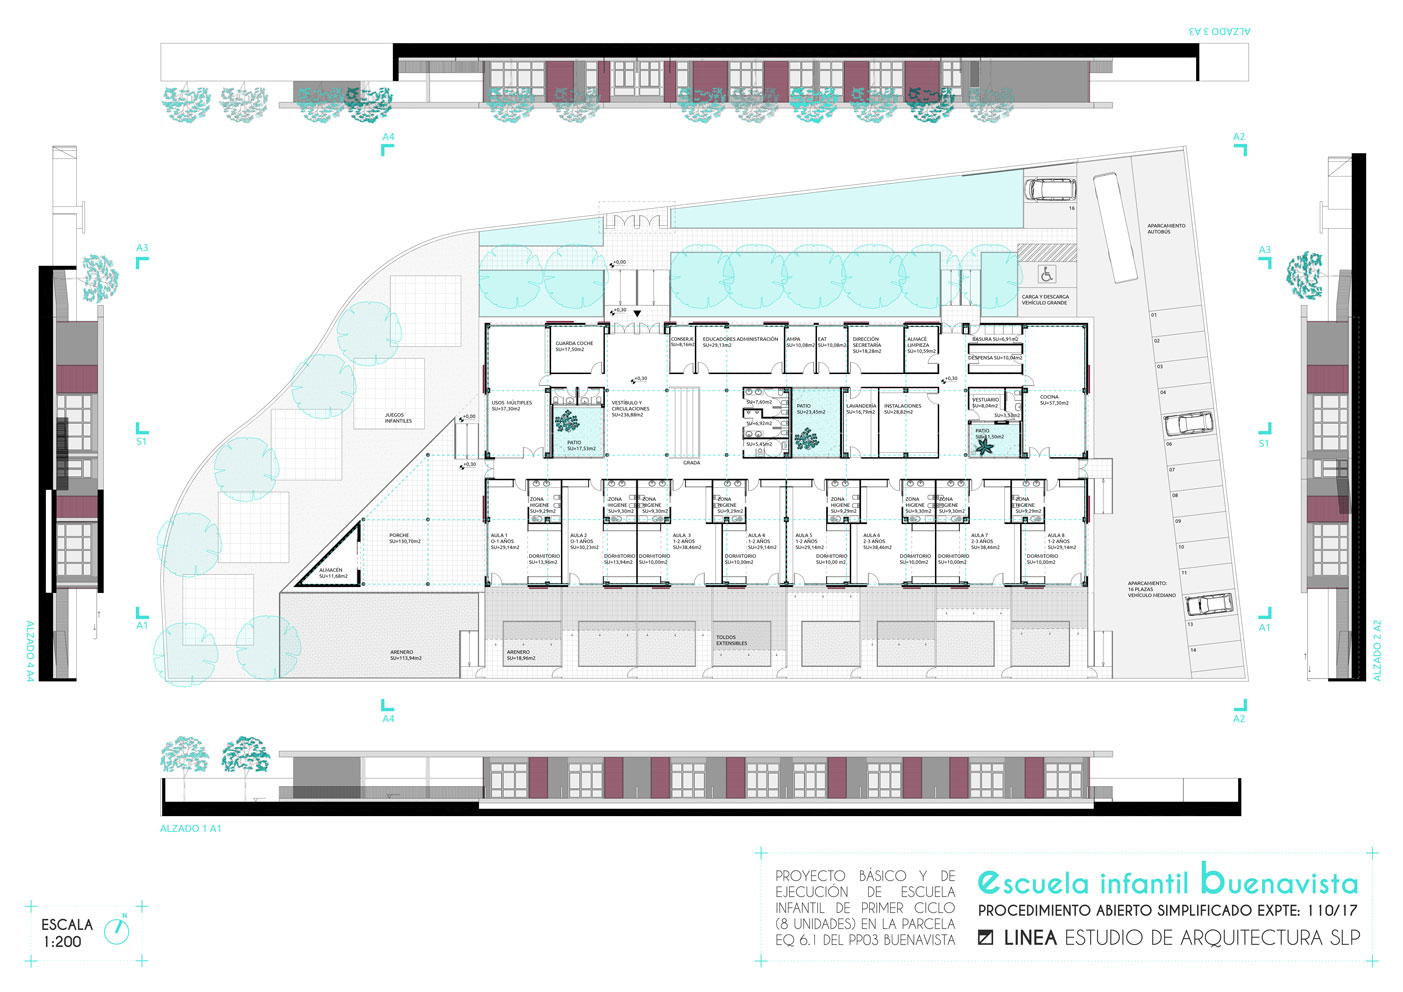 ALZADO 3 A3
A4
A2
A3
A3
S1
S1
A1
A1
A4
A2
ALZADO 4 A4
ALZADO 2 A2
16
APARCAMIENTO
AUTOBÚS
CARGA Y DESCARGA
VEHÍCULO GRANDE
01
02
03
04
06
07
08
09
10
11
13
14
APARCAMIENTO:
16 PLAZAS
VEHÍCULO MEDIANO
+0,00
+0,30
GUARDA COCHE
SU=17,50m2
CONSERJE
SU=8,16m2
EDUCADORES ADMINISTRACIÓN
SU=29,13m2
AMPA
SU=10,08m2
EAT
SU=10,08m2
DIRECCIÓN
SECRETARÍA
SU=18,28m2
ALMACÉ
LIMPIEZA
SU=10,59m2
BASURA SU=6,91m2
DESPENSA SU=10,04m2
+0,30
+0,30
USOS MÚLTIPLES
SU=57,30m2
VESTÍBULO Y
CIRCULACIONES
SU=236,88m2
SU=7,60m2
SU=6,92m2
SU=5,45m2
PATIO
SU=23,45m2
LAVANDERÍA
SU=16,79m2
INSTALACIONES
SU=28,82m2
VESTUARIO
SU=8,04m2
SU=3,52m2
COCINA
SU=57,30m2
PATIO
SU=17,53m2
PATIO
SU=11,50m2
JUEGOS
INFANTILES
+0,00
+0,30
GRADA
ZONA
HIGIENE
SU=9,29m2
ZONA
HIGIENE
SU=9,30m2
ZONA
HIGIENE
SU=9,30m2
ZONA
HIGIENE
SU=9,29m2
ZONA
HIGIENE
SU=9,29m2
ZONA
HIGIENE
SU=9,30m2
ZONA
HIGIENE
SU=9,30m2
ZONA
HIGIENE
SU=9,29m2
PORCHE
SU=130,70m2
ALMACÉN
SU=11,68m2
AULA 1
O-1 AÑOS
SU=29,14m2
DORMITORIO
SU=13,96m2
AULA 2
O-1 AÑOS
SU=30,23m2
DORMITORIO
SU=13,94m2
AULA 3
1-2 AÑOS
SU=38,46m2
DORMITORIO
SU=10,00m2
AULA 4
1-2 AÑOS
SU=29,14m2
DORMITORIO
SU=10,00m2
AULA 5
1-2 AÑOS
SU=29,14m2
DORMITORIO
SU=10,00 m2
AULA 6
2-3 AÑOS
SU=38,46m2
DORMITORIO
SU=10,00m2
AULA 7
2-3 AÑOS
SU=38,46m2
DORMITORIO
SU=10,00m2
AULA 8
1-2 AÑOS
SU=29,14m2
DORMITORIO
SU=10,00m2
ARENERO
SU=113,94m2
ARENERO
SU=18,96m2
TOLDOS
EXTENSIBLES
ALZADO 1 A1
ESCALA
1:200
N
PROYECTO BÁSICO Y DE
EJECUCIÓN DE ESCUELA
INFANTIL DE PRIMER CICLO
(8 UNIDADES) EN LA PARCELA
EQ 6.1 DEL PP03 BUENAVISTA
escuela infantil buenavista
PROCEDIMIENTO ABIERTO SIMPLIFICADO EXPTE: 110/17
LINEA ESTUDIO DE ARQUITECTURA SLP